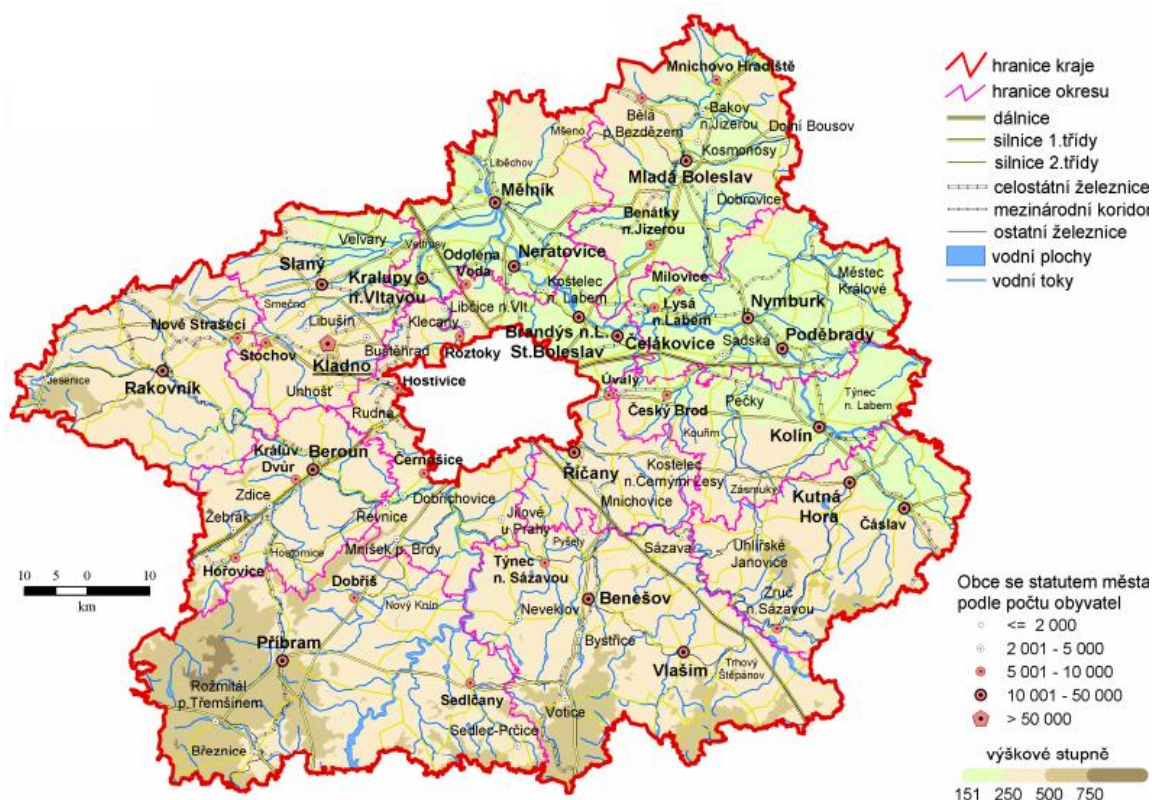 Mnichovo Hradiště
Bělá
p.Bezdězem
Bakov
n.Jizerou
Dolní Bousov
Mšeno
Kosmonosy
Liběchov
Mladá Boleslav
Mělník
Dobrovice
Benátky
n.Jizerou
Velvary
Veltrusy
Odolena
Voda
Neratovice
Slaný
Kralupy
n.Vltavou
Kostelec
n. Labem
Milovice
Městec
Králové
Smečno
Libčice n.Vlt.
Lysá
n.Labem
Nymburk
Nové Strašecí
Libušín
Klecany
Brandýs n.L.
St.Boleslav
Čelákovice
Poděbrady
Stochov
Buštěhrad
Roztoky
Sadská
Kladno
Jesenice
Rakovník
Unhošť
Hostivice
Úvaly
Pečky
Týnec
n. Labem
Rudná
Český Brod
Kouřim
Kolín
Králův
Dvůr
Beroun
Černošice
Říčany
Kostelec
n.Černými Lesy
Zásmuky
Kutná
Hora
Čáslav
Zdice
Dobřichovice
Mnichovice
Žebrák
Řevnice
Jílové
u Prahy
Hostomice
Mníšek p. Brdy
Pyšely
Sázava
Uhlířské
Janovice
Hořovice
Týnec
n. Sázavou
Dobříš
Nový Knín
Neveklov
Benešov
Zruč
n.Sázavou
Příbram
Bystřice
Vlašim
Trhový
Štěpánov
Rožmitál
p.Třemšínem
Sedlčany
Votice
Březnice
Sedlec-Prčice
10 5 0 10
km
hranice kraje
hranice okresu
dálnice
silnice 1.třídy
silnice 2.třídy
celostátní železnice
mezinárodní koridor
ostatní železnice
vodní plochy
vodní toky
Obce se statutem města
podle počtu obyvatel
<= 2 000
2 001 - 5 000
5 001 - 10 000
10 001 - 50 000
> 50 000
výškové stupně
151 250 500 750